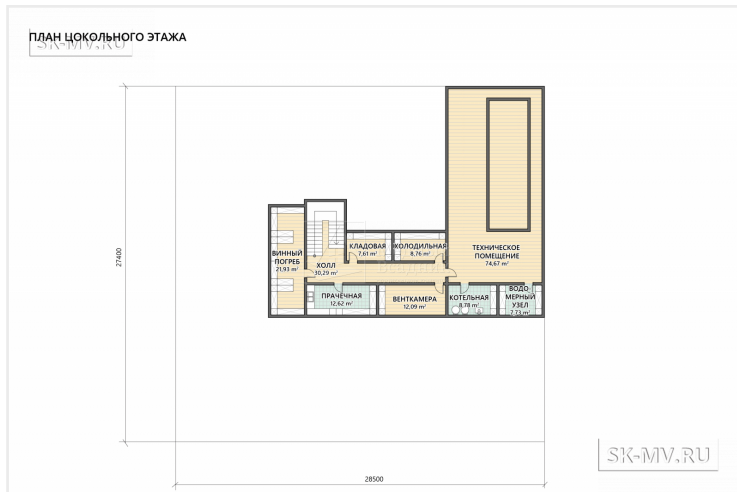 ПЛАН ЦОКОЛЬНОГО ЭТАЖА
SK-MV.RU
27400
ВИННЫЙ
ПОГРЕБ
21,93 m²
ХОЛЛ
30,29 m²
КЛАДОВАЯ
7,61 m²
ХОЛОДИЛЬНАЯ
8,76 m²
ТЕХНИЧЕСКОЕ
ПОМЕЩЕНИЕ
74,67 m²
ПРАЧЕЧНАЯ
12,62 m²
ВЕНТКАМЕРА
12,09 m²
КОТЕЛЬНАЯ
8,78 m²
ВОДО-
МЕРНЫЙ
УЗЕЛ
7,73 m²
SK-MV.RU
28500